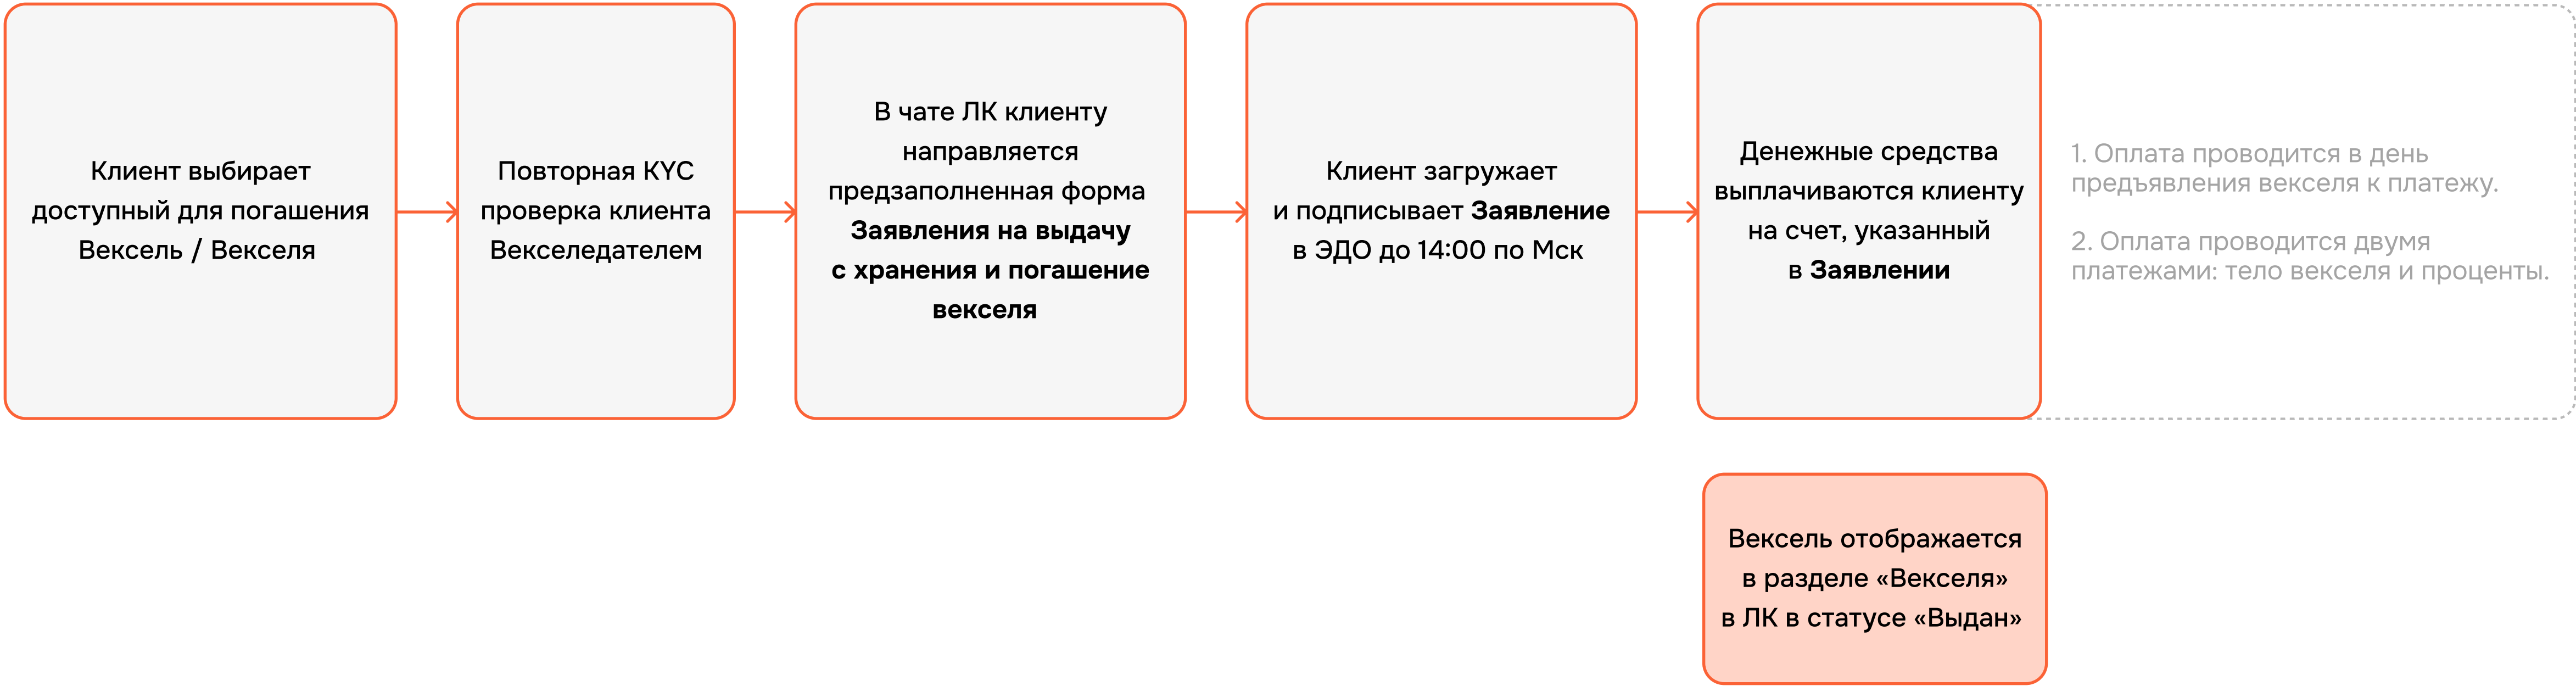 Клиент выбирает
доступный для погашения
Вексель / Векселя
Повторная KYC
проверка клиента
Векселедателем
В чате ЛК клиенту
направляется
предзаполненная форма
Заявления на выдачу
с хранения и погашение
векселя
Клиент загружает
и подписывает Заявление
в ЭДО до 14:00 по Мск
Денежные средства
выплачиваются клиенту
на счет, указанный
в Заявлении
1. Оплата проводится в день
предъявления векселя к платежу.
2. Оплата проводится двумя
платежами: тело векселя и проценты.
Вексель отображается
в разделе «Векселя»
в ЛК в статусе «Выдан»